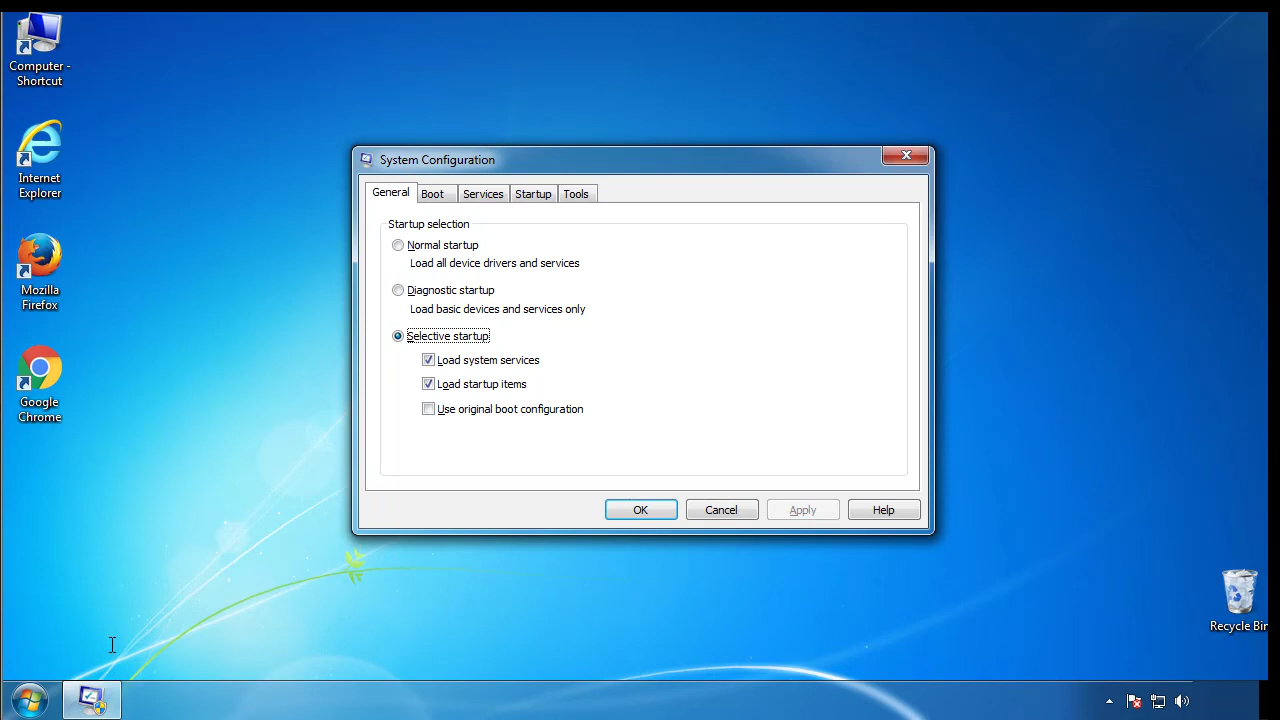 Computer -
Shortcut
Internet
Explorer
Mozilla
Firefox
Google
Chrome
System Configuration
General Boot Services Startup Tools
Startup selection
Normal startup
Load all device drivers and services
Diagnostic startup
Load basic devices and services only
Selective startup
Load system services
Load startup items
Use original boot configuration
OK Cancel Apply Help
Recycle Bin